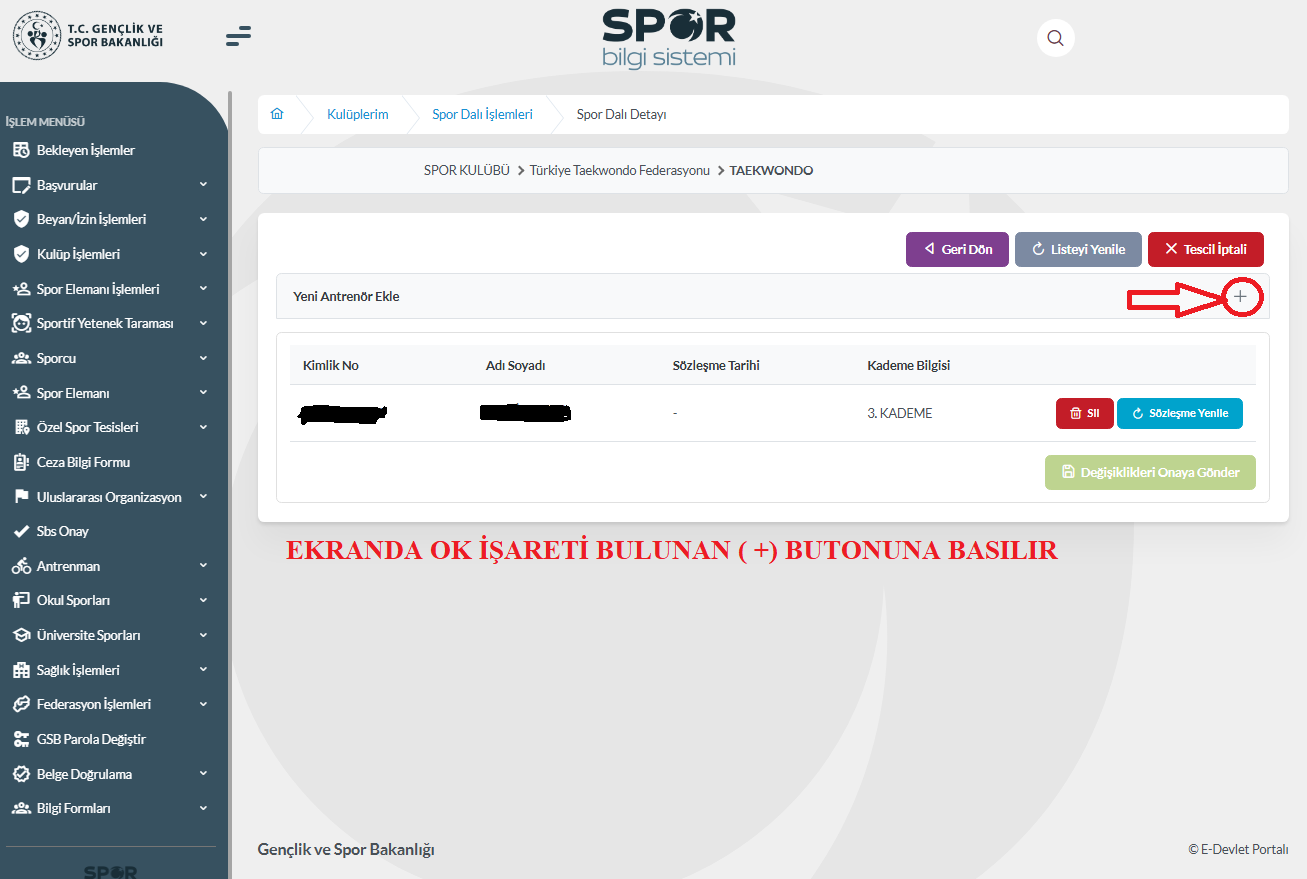 T.C. GENÇLİK VE
SPOR BAKANLIĞI
SPOR
bilgi sistemi
İŞLEM MENÜSÜ
Bekleyen İşlemler
Başvurular
Beyan/İzin İşlemleri
Kulüp İşlemleri
Spor Elemanı İşlemleri
Sportif Yetenek Taraması
Sporcu
Spor Elemanı
Özel Spor Tesisleri
Ceza Bilgi Formu
Uluslararası Organizasyon
Sbs Onay
Antrenman
Okul Sporları
Üniversite Sporları
Sağlık İşlemleri
Federasyon İşlemleri
GSB Parola Değiştir
Belge Doğrulama
Bilgi Formları
SPOR
Kulüplerim Spor Dalı İşlemleri Spor Dalı Detayı
SPOR KULÜBÜ > Türkiye Taekwondo Federasyonu > TAEKWONDO
Geri Dön Listeyi Yenile Tescil İptali
Yeni Antrenör Ekle +
Kimlik No Adı Soyadı Sözleşme Tarihi Kademe Bilgisi
- 3. KADEME Sil Sözleşme Yenile
Değişiklikleri Onaya Gönder
EKRANDA OK İŞARETİ BULUNAN ( +) BUTONUNA BASILIR
Gençlik ve Spor Bakanlığı © E-Devlet Portalı